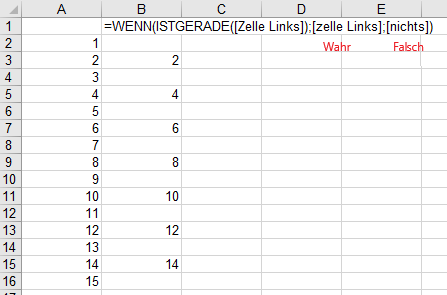 A B C D E
1 =WENN(ISTGERADE([Zelle Links]);[zelle Links];[nichts])
2 1 Wahr Falsch
3 2 2
4 3
5 4 4
6 5
7 6 6
8 7
9 8 8
10 9
11 10 10
12 11
13 12 12
14 13
15 14 14
16 15